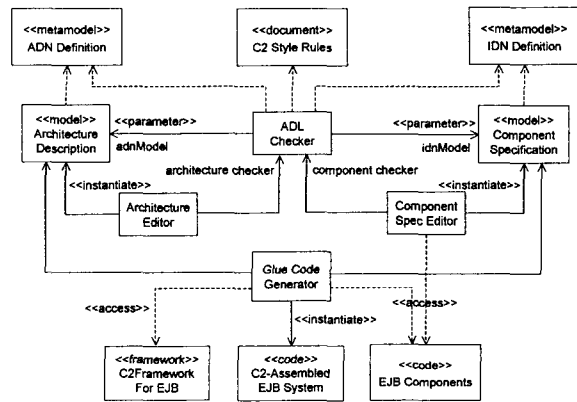 <<metamodel>>
ADN Definition
<<document>>
C2 Style Rules
<<metamodel>>
IDN Definition
<<model>>
Architecture
Description
<<parameter>>
adnModel
ADL
Checker
<<parameter>>
idnModel
<<model>>
Component
Specification
architecture checker
component checker
<<instantiate>>
<<instantiate>>
Architecture
Editor
Component
Spec Editor
Glue Code
Generator
<<access>>
<<instantiate>>
<<access>>
<<framework>>
C2Framework
For EJB
<<code>>
C2-Assembled
EJB System
<<code>>
EJB Components